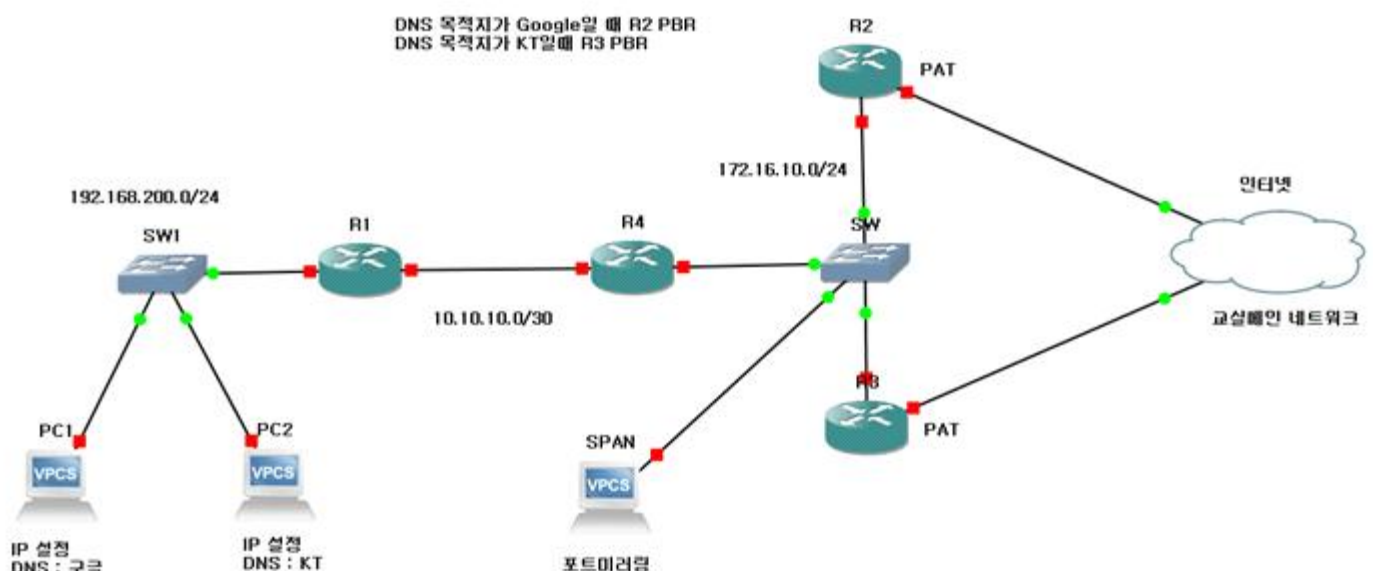 DNS 목적지가 Google일 때 R2 PBR
DNS 목적지가 KT일때 R3 PBR
R2
PAT
172.16.10.0/24
192.168.200.0/24
인터넷
SW1
R1
R4
SW
10.10.10.0/30
교실메인 네트워크
R3
PAT
PC1
PC2
SPAN
VPCS
VPCS
VPCS
IP 설정
DNS : 구글
IP 설정
DNS : KT
포트미러링